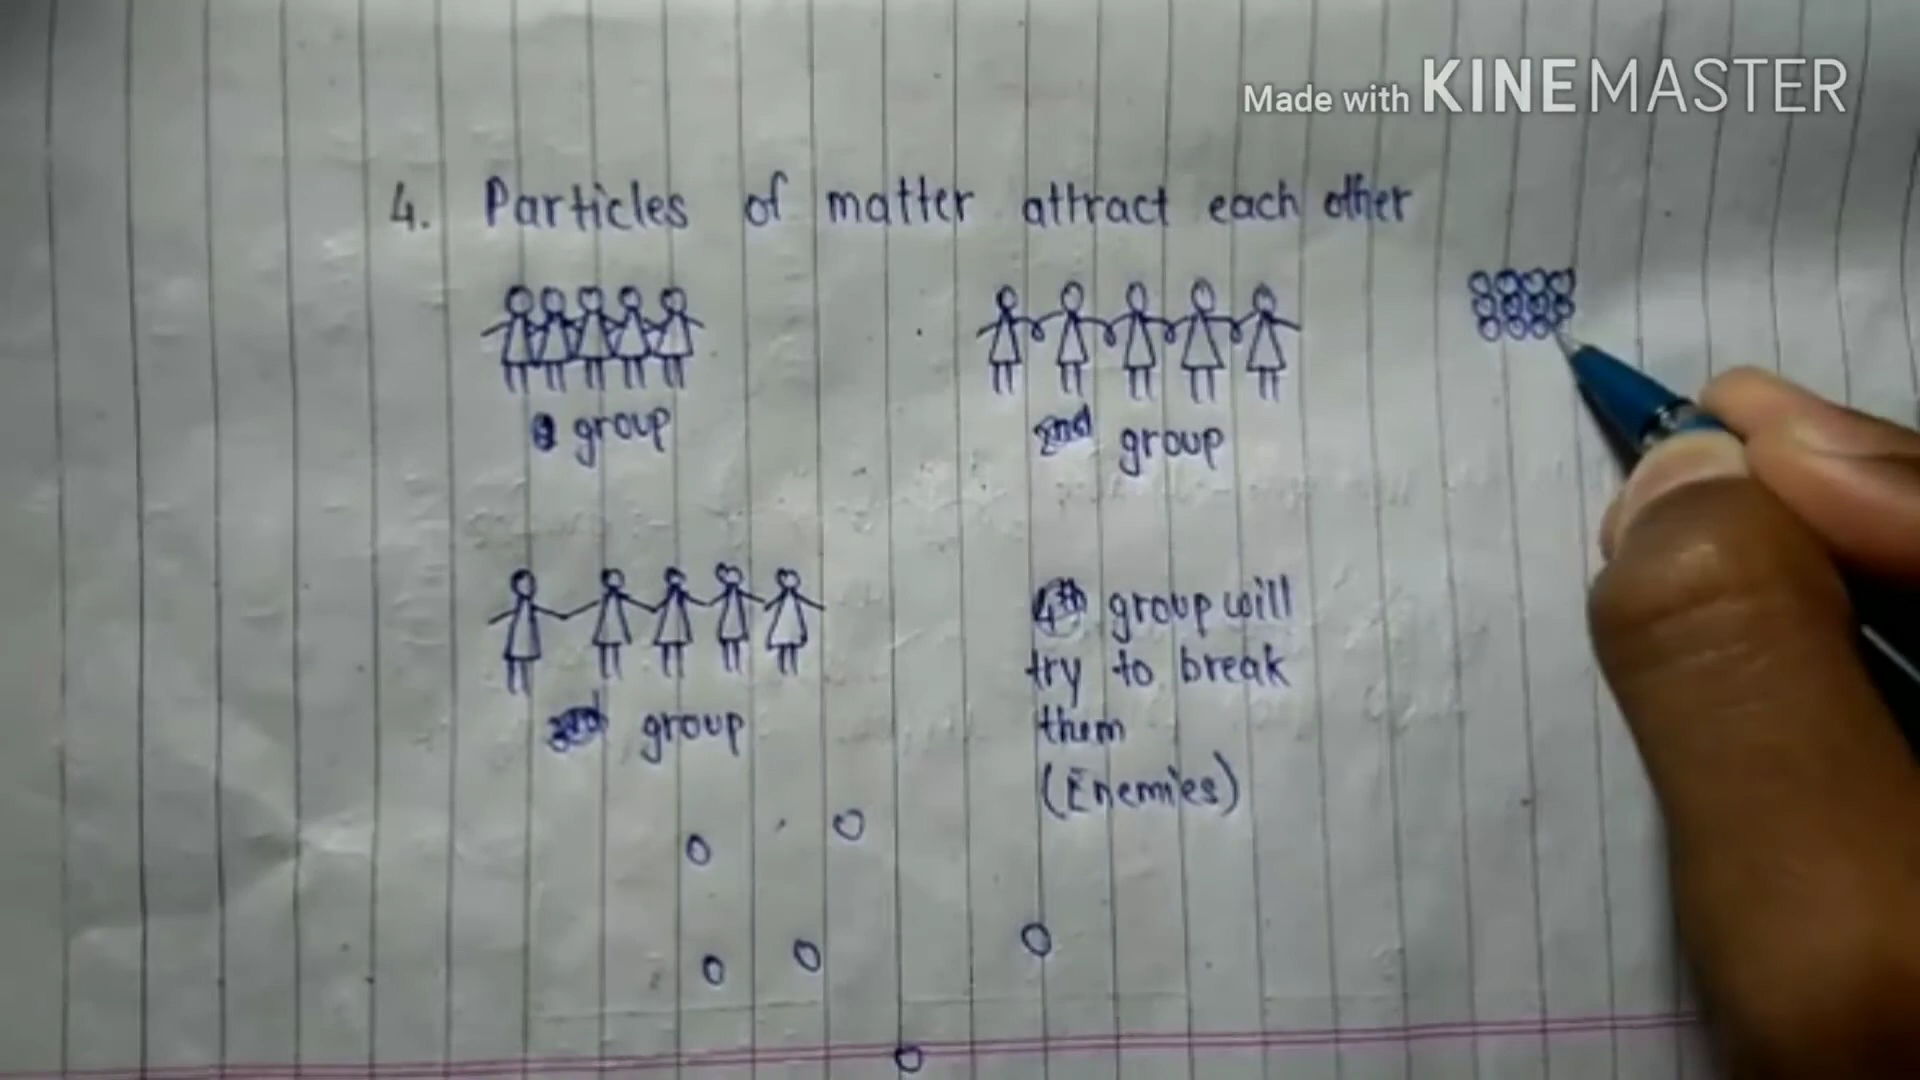 Made with KINEMASTER
4. Particles of matter attract each other
group
2nd group
3rd group
4th group will
try to break
them
(Enemies)